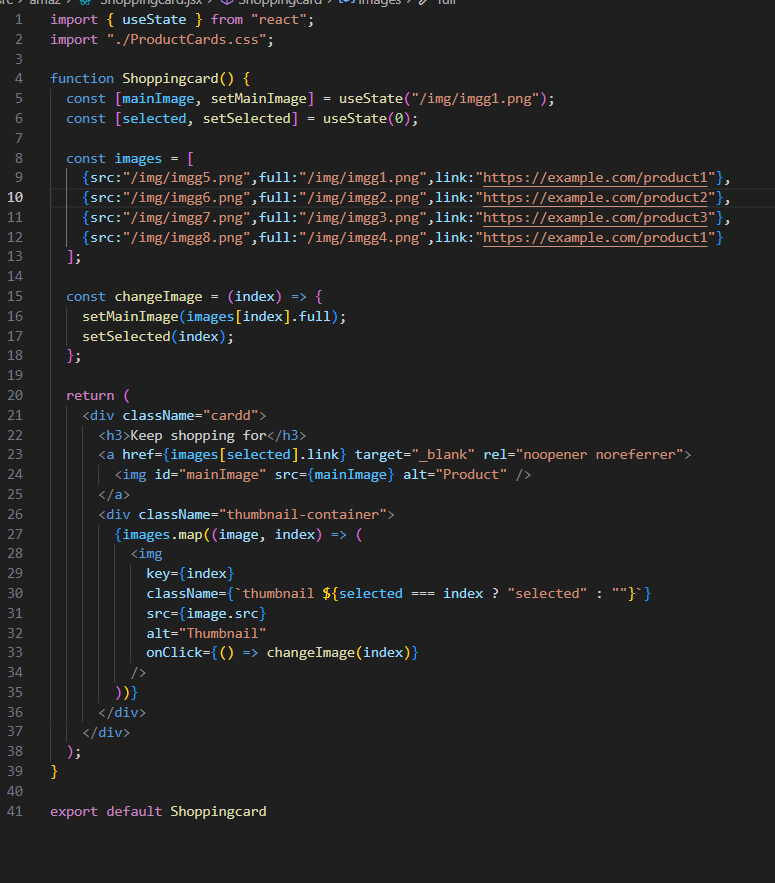 src > amaz > Shoppingcard.jsx > Shoppingcard > images > full
1 import { useState } from "react";
2 import "./ProductCards.css";
3
4 function Shoppingcard() {
5   const [mainImage, setMainImage] = useState("/img/imgg1.png");
6   const [selected, setSelected] = useState(0);
7
8   const images = [
9     {src:"/img/imgg5.png",full:"/img/imgg1.png",link:"https://example.com/product1"},
10     {src:"/img/imgg6.png",full:"/img/imgg2.png",link:"https://example.com/product2"},
11     {src:"/img/imgg7.png",full:"/img/imgg3.png",link:"https://example.com/product3"},
12     {src:"/img/imgg8.png",full:"/img/imgg4.png",link:"https://example.com/product1"}
13   ];
14
15   const changeImage = (index) => {
16     setMainImage(images[index].full);
17     setSelected(index);
18   };
19
20   return (
21     <div className="cardd">
22       <h3>Keep shopping for</h3>
23       <a href={images[selected].link} target="_blank" rel="noopener noreferrer">
24         <img id="mainImage" src={mainImage} alt="Product" />
25       </a>
26       <div className="thumbnail-container">
27         {images.map((image, index) => (
28           <img
29             key={index}
30             className={`thumbnail ${selected === index ? "selected" : ""}`}
31             src={image.src}
32             alt="Thumbnail"
33             onClick={() => changeImage(index)}
34           />
35         ))}
36       </div>
37     </div>
38   );
39 }
40
41 export default Shoppingcard